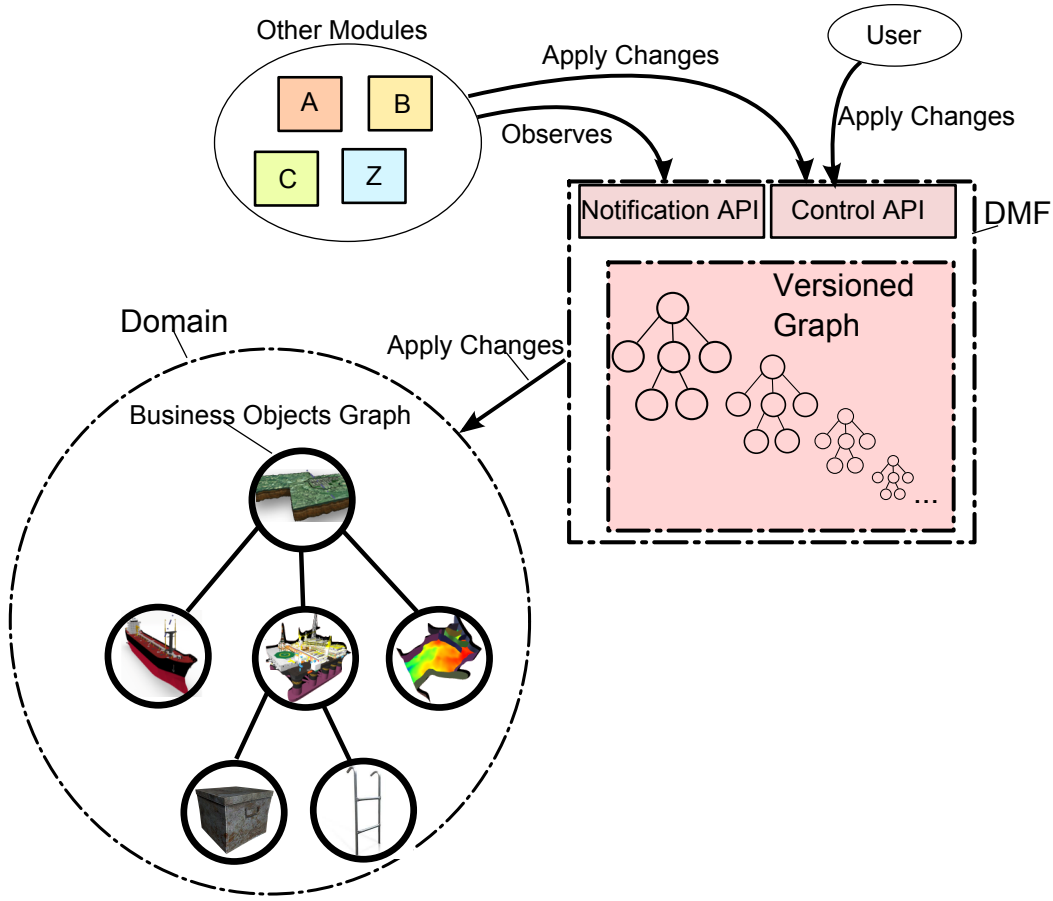 Other Modules
User
Apply Changes
A
B
Apply Changes
Observes
C
Z
Notification API
Control API
DMF
Versioned
Graph
Domain
Apply Changes
Business Objects Graph
...